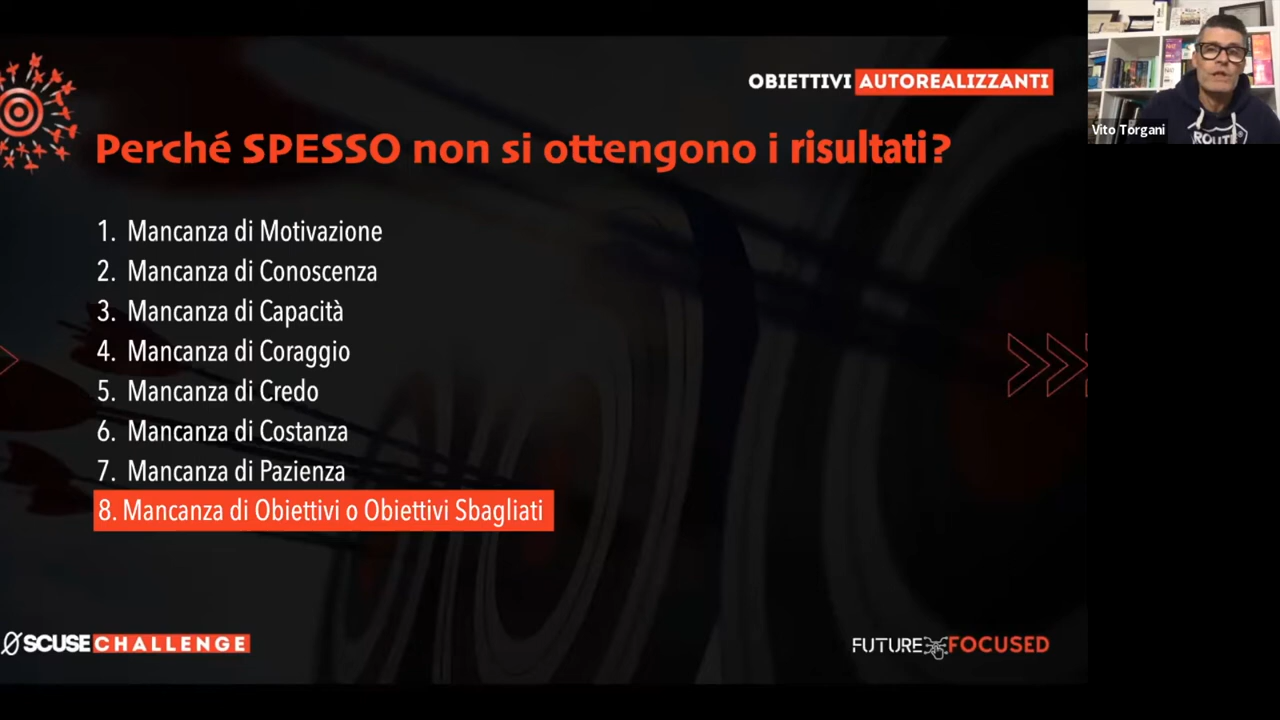 OBIETTIVI AUTOREALIZZANTI
Perché SPESSO non si ottengono i risultati?
1. Mancanza di Motivazione
2. Mancanza di Conoscenza
3. Mancanza di Capacità
4. Mancanza di Coraggio
5. Mancanza di Credo
6. Mancanza di Costanza
7. Mancanza di Pazienza
8. Mancanza di Obiettivi o Obiettivi Sbagliati
ØSCUSE CHALLENGE
FUTURE FOCUSED
Vito Torgani
ROUTE